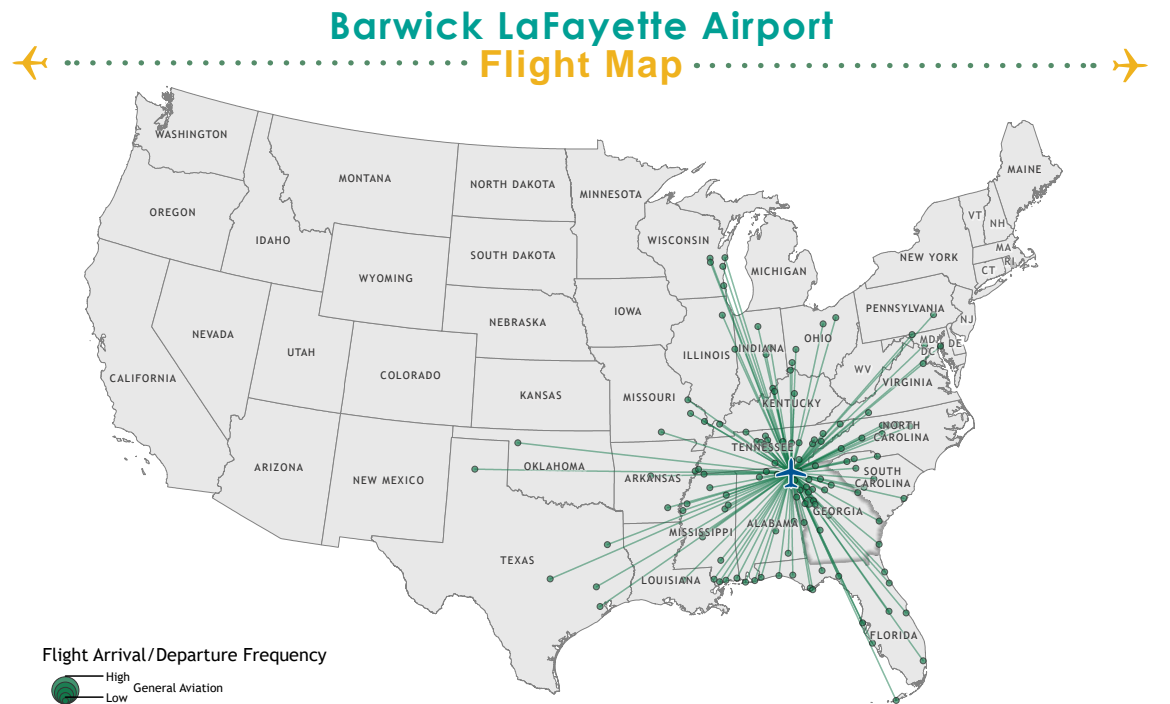 Barwick LaFayette Airport
Flight Map
WASHINGTON
MONTANA
NORTH DAKOTA
MINNESOTA
MAINE
OREGON
IDAHO
WISCONSIN
VT
NH
SOUTH DAKOTA
WYOMING
MICHIGAN
NEW YORK
MA
RI
CT
NEVADA
NEBRASKA
IOWA
PENNSYLVANIA
NJ
UTAH
ILLINOIS
INDIANA
OHIO
MD
DE
DC
CALIFORNIA
COLORADO
KANSAS
MISSOURI
WV
VIRGINIA
KENTUCKY
NORTH
CAROLINA
TENNESSEE
ARIZONA
NEW MEXICO
OKLAHOMA
ARKANSAS
SOUTH
CAROLINA
MISSISSIPPI
ALABAMA
GEORGIA
TEXAS
LOUISIANA
FLORIDA
Flight Arrival/Departure Frequency
High
General Aviation
Low